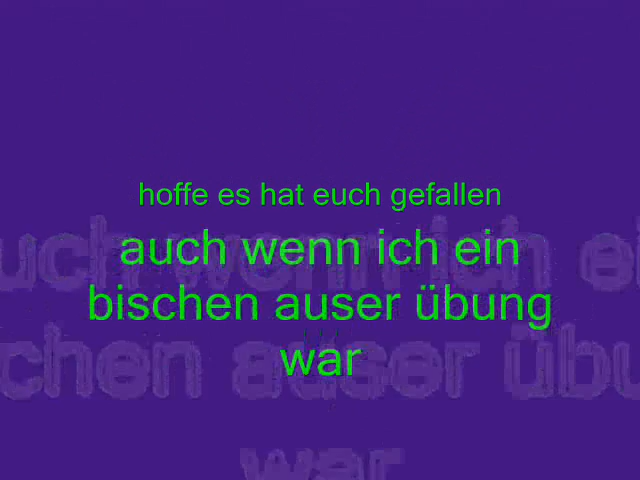 hoffe es hat euch gefallen
auch wenn ich ein
bischen auser übung
war